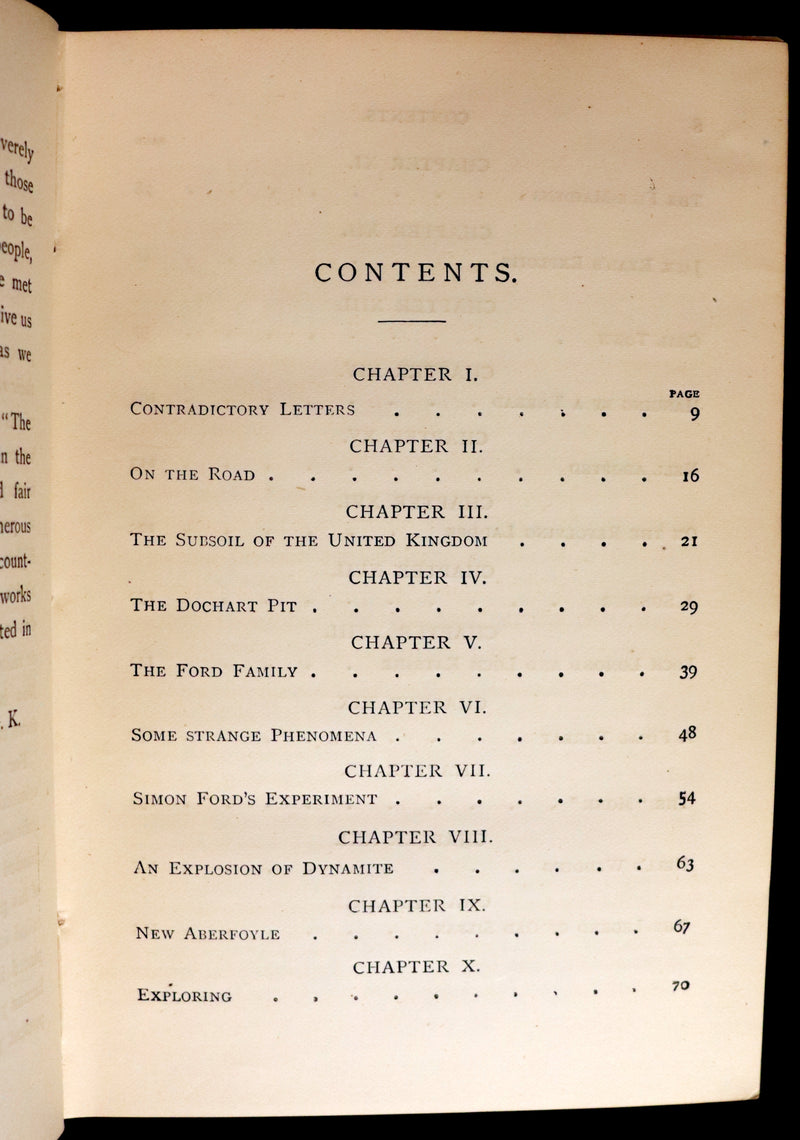 verely
those
to be
eople,
met
ive us
as we
"The
n the
fair
nerous
count-
works
ted in
K.
CONTENTS.
CHAPTER I.
PAGE
CONTRADICTORY LETTERS . . . . . . . 9
CHAPTER II.
ON THE ROAD . . . . . . . . . . 16
CHAPTER III.
THE SUBSOIL OF THE UNITED KINGDOM . . . . 21
CHAPTER IV.
THE DOCHART PIT . . . . . . . . . 29
CHAPTER V.
THE FORD FAMILY . . . . . . . . . 39
CHAPTER VI.
SOME STRANGE PHENOMENA . . . . . . . 48
CHAPTER VII.
SIMON FORD'S EXPERIMENT . . . . . . . 54
CHAPTER VIII.
AN EXPLOSION OF DYNAMITE . . . . . . 63
CHAPTER IX.
NEW ABERFOYLE . . . . . . . . . 67
CHAPTER X.
EXPLORING . . . . . . . . . . 70